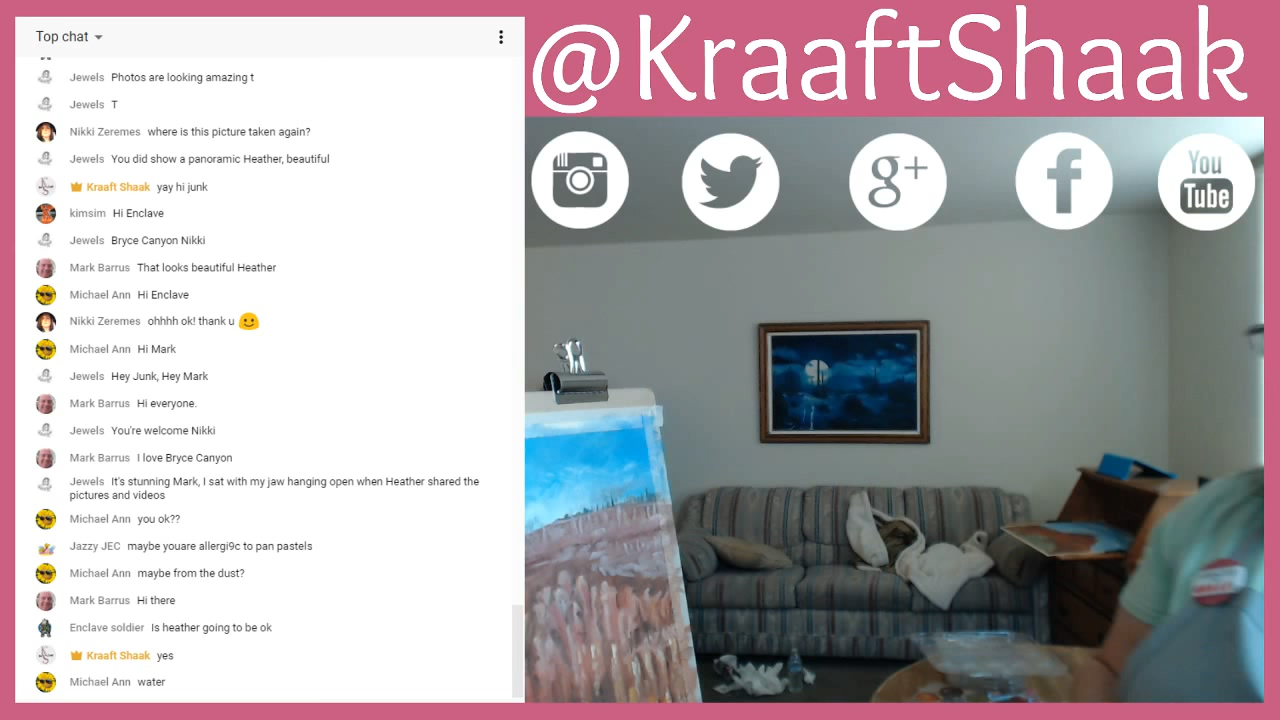 @KraaftShaak
Top chat
Jewels Photos are looking amazing t
Jewels T
Nikki Zeremes where is this picture taken again?
Jewels You did show a panoramic Heather, beautiful
Kraaft Shaak yay hi junk
kimsim Hi Enclave
Jewels Bryce Canyon Nikki
Mark Barrus That looks beautiful Heather
Michael Ann Hi Enclave
Nikki Zeremes ohhhh ok! thank u
Michael Ann Hi Mark
Jewels Hey Junk, Hey Mark
Mark Barrus Hi everyone.
Jewels You're welcome Nikki
Mark Barrus I love Bryce Canyon
Jewels It's stunning Mark, I sat with my jaw hanging open when Heather shared the
pictures and videos
Michael Ann you ok??
Jazzy JEC maybe youare allergi9c to pan pastels
Michael Ann maybe from the dust?
Mark Barrus Hi there
Enclave soldier Is heather going to be ok
Kraaft Shaak yes
Michael Ann water
g+
f
You
Tube